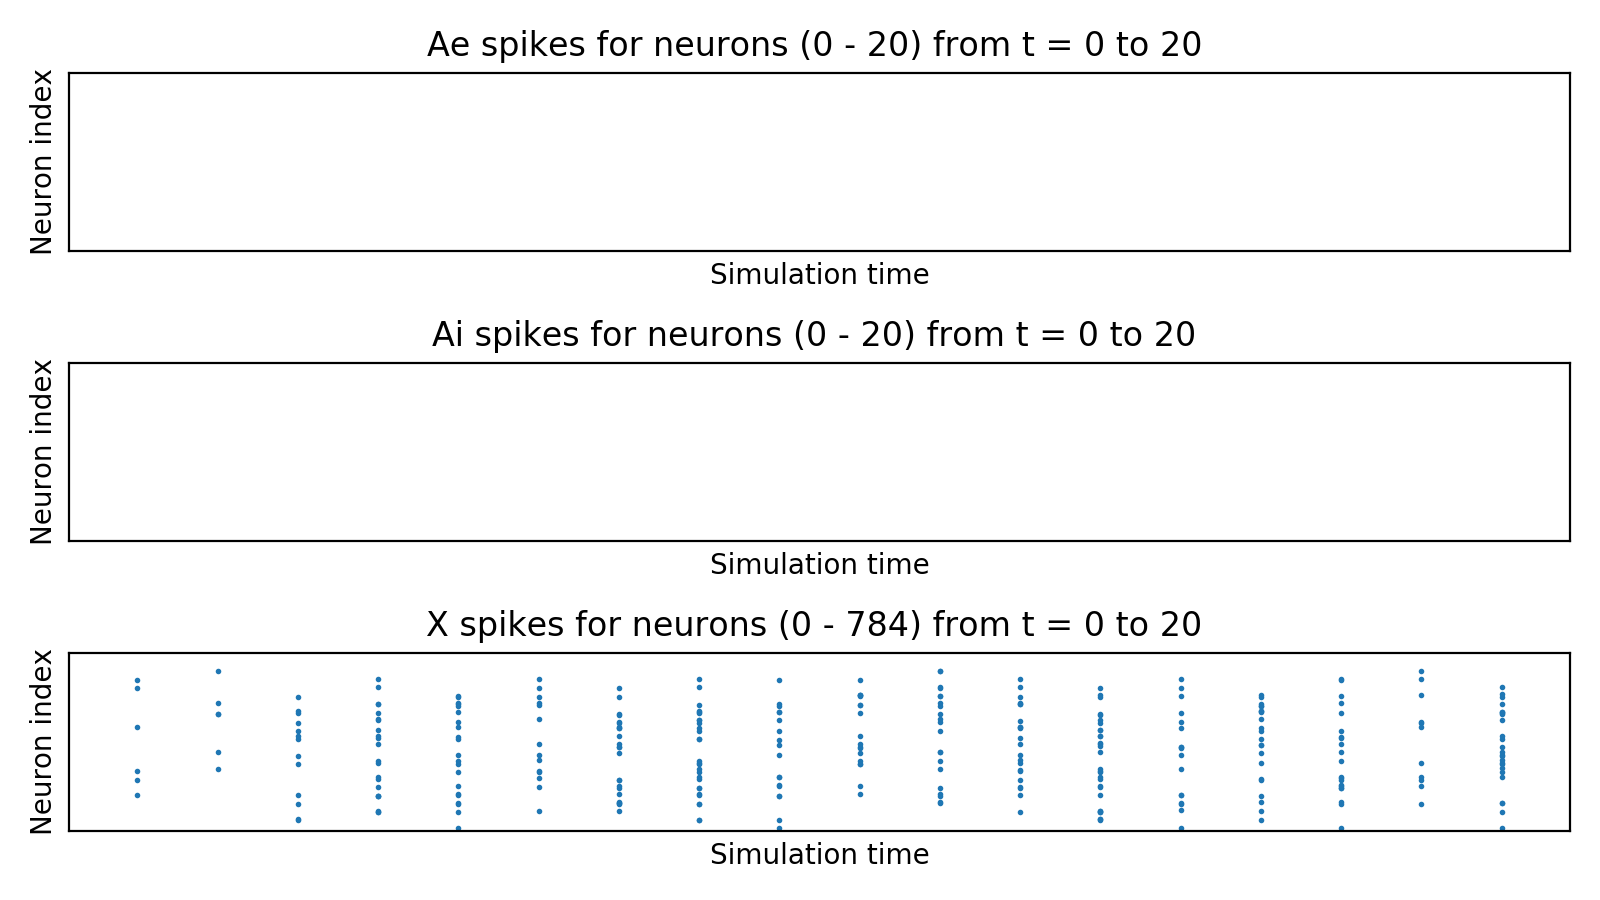 Ae spikes for neurons (0 - 20) from t = 0 to 20
Neuron index
Simulation time
Ai spikes for neurons (0 - 20) from t = 0 to 20
Neuron index
Simulation time
X spikes for neurons (0 - 784) from t = 0 to 20
Neuron index
Simulation time